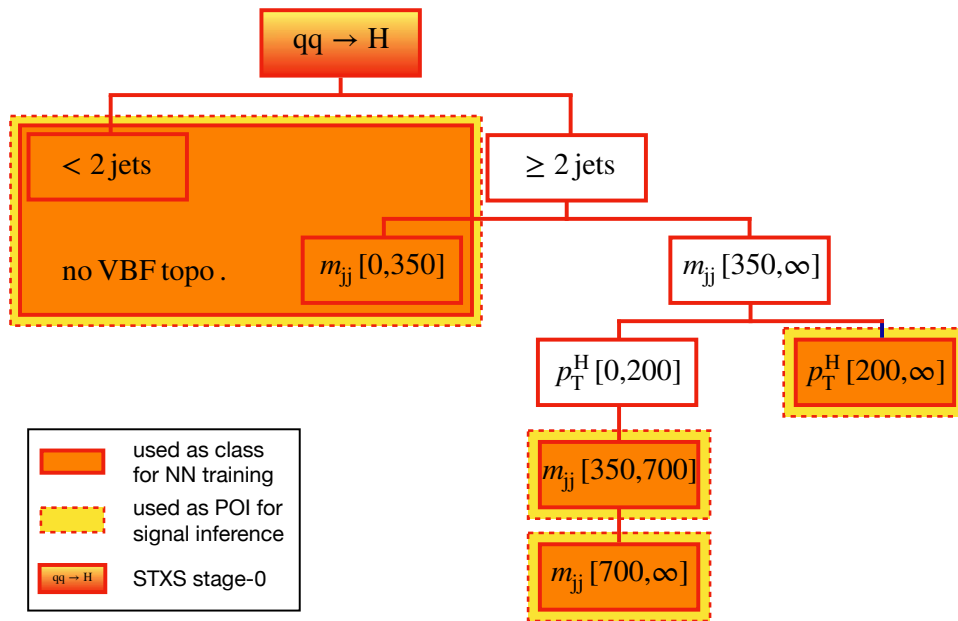 qq → H
< 2 jets
≥ 2 jets
no VBF topo .
m_jj [0,350]
m_jj [350,∞]
p_T^H [0,200]
p_T^H [200,∞]
m_jj [350,700]
m_jj [700,∞]
used as class
for NN training
used as POI for
signal inference
qq → H
STXS stage-0